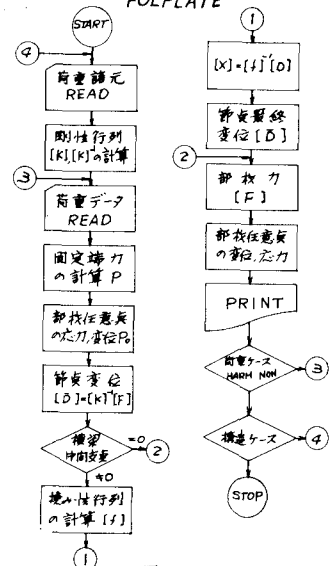 FOLPLATE
START
④
荷重諸元
READ
剛性行列
[K],[K]⁻¹の計算
③
荷重データ
READ
固定端力
の計算 P
部材任意点
の応力,変位P₀
節点変位
[D]=[K]⁻¹[F]
横梁
中間支点
=0
②
≠0
撓み性行列
の計算 [f]
①
①
[X]=[f]⁻¹[D]
節点最終
変位 [D]
②
部材力
[F]
部材任意点
の変位,応力
PRINT
荷重ケース
HARM NON
③
構造ケース
④
STOP